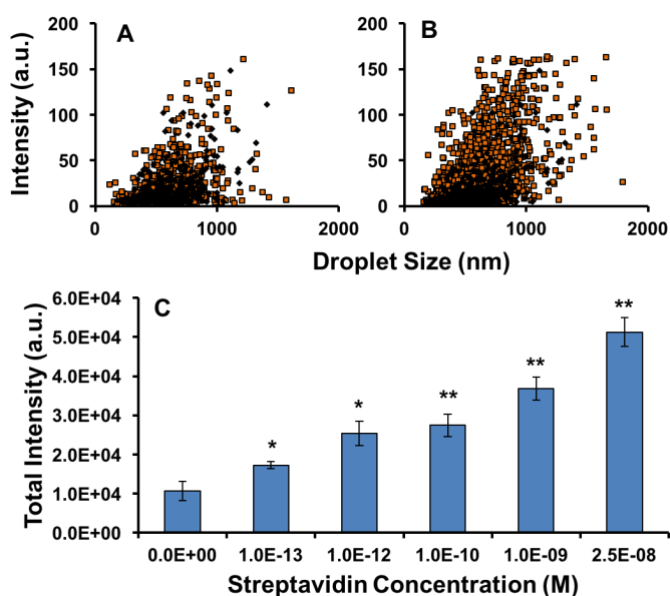 A
B
Intensity (a.u.)
200
150
100
50
0
200
150
100
50
0
0 1000 2000
0 1000 2000
Droplet Size (nm)
C
Total Intensity (a.u.)
6.0E+04
5.0E+04
4.0E+04
3.0E+04
2.0E+04
1.0E+04
0.0E+00
* * ** ** **
0.0E+00 1.0E-13 1.0E-12 1.0E-10 1.0E-09 2.5E-08
Streptavidin Concentration (M)